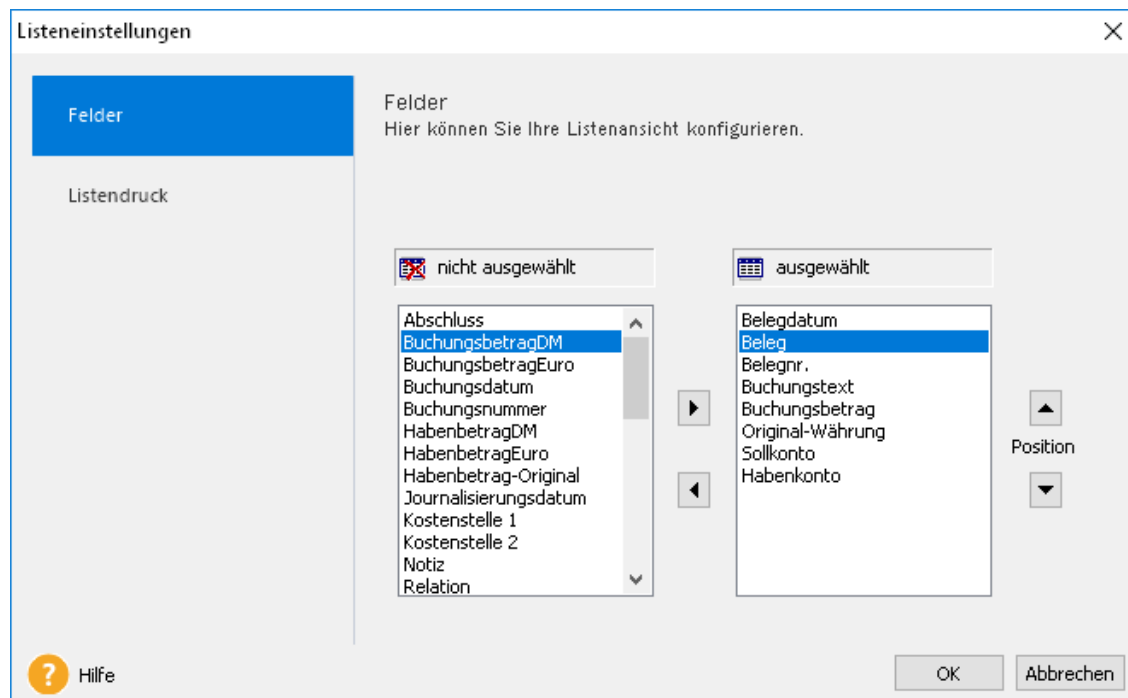 Listeneinstellungen
Felder
Listendruck
Felder
Hier können Sie Ihre Listenansicht konfigurieren.
nicht ausgewählt
Abschluss
BuchungsbetragDM
BuchungsbetragEuro
Buchungsdatum
Buchungsnummer
HabenbetragDM
HabenbetragEuro
Habenbetrag-Original
Journalisierungsdatum
Kostenstelle 1
Kostenstelle 2
Notiz
Relation
ausgewählt
Belegdatum
Beleg
Belegnr.
Buchungstext
Buchungsbetrag
Original-Währung
Sollkonto
Habenkonto
Position
? Hilfe
OK
Abbrechen